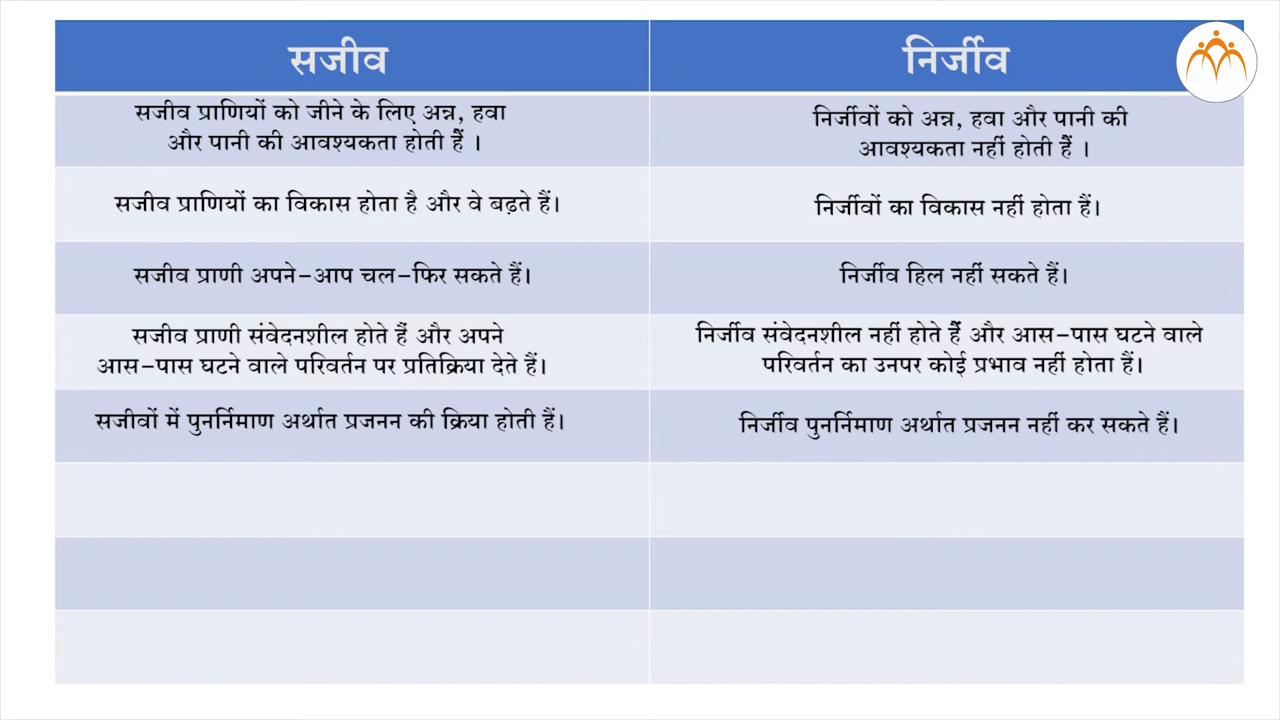 सजीव
निर्जीव
सजीव प्राणियों को जीने के लिए अन्न, हवा
और पानी की आवश्यकता होती हैं ।
निर्जीवों को अन्न, हवा और पानी की
आवश्यकता नहीं होती हैं ।
सजीव प्राणियों का विकास होता है और वे बढ़ते हैं।
निर्जीवों का विकास नहीं होता हैं।
सजीव प्राणी अपने-आप चल-फिर सकते हैं।
निर्जीव हिल नहीं सकते हैं।
सजीव प्राणी संवेदनशील होते हैं और अपने
आस-पास घटने वाले परिवर्तन पर प्रतिक्रिया देते हैं।
निर्जीव संवेदनशील नहीं होते हैं और आस-पास घटने वाले
परिवर्तन का उनपर कोई प्रभाव नहीं होता हैं।
सजीवों में पुनर्निमाण अर्थात प्रजनन की क्रिया होती हैं।
निर्जीव पुनर्निमाण अर्थात प्रजनन नहीं कर सकते हैं।